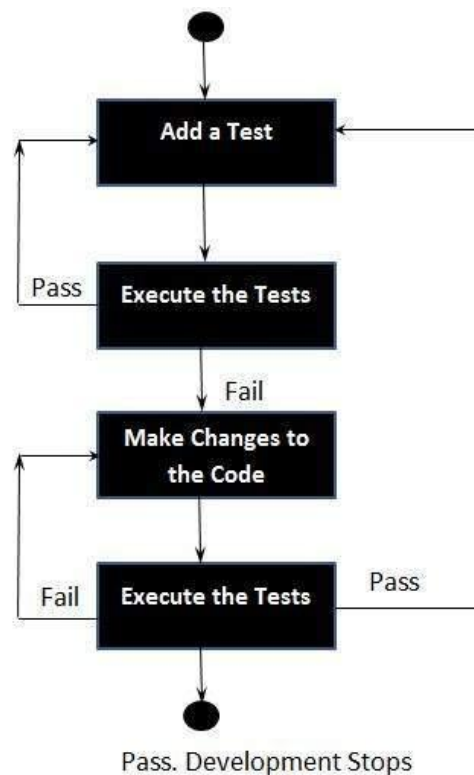 Add a Test
Pass
Execute the Tests
Fail
Make Changes to
the Code
Fail
Execute the Tests
Pass
Pass. Development Stops